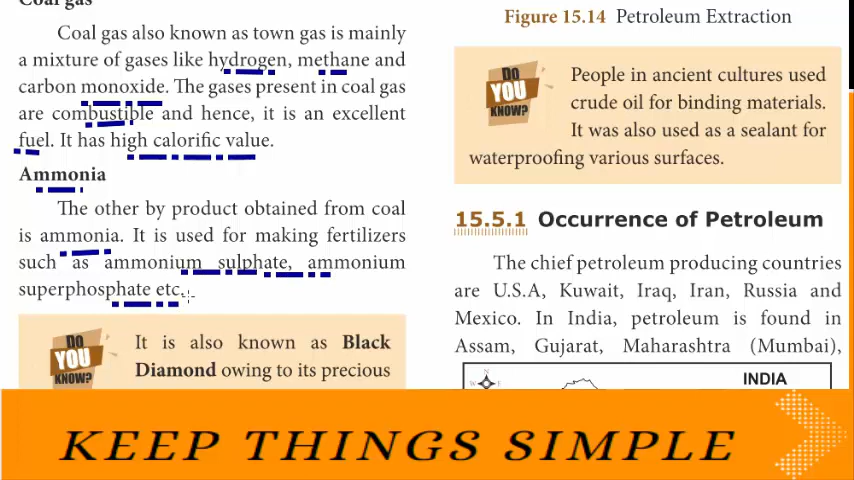 Coal gas
Coal gas also known as town gas is mainly
a mixture of gases like hydrogen, methane and
carbon monoxide. The gases present in coal gas
are combustible and hence, it is an excellent
fuel. It has high calorific value.
Ammonia
The other by product obtained from coal
is ammonia. It is used for making fertilizers
such as ammonium sulphate, ammonium
superphosphate etc.
DO
YOU
KNOW?
It is also known as Black
Diamond owing to its precious
Figure 15.14 Petroleum Extraction
DO
YOU
KNOW?
People in ancient cultures used
crude oil for binding materials.
It was also used as a sealant for
waterproofing various surfaces.
15.5.1 Occurrence of Petroleum
The chief petroleum producing countries
are U.S.A, Kuwait, Iraq, Iran, Russia and
Mexico. In India, petroleum is found in
Assam, Gujarat, Maharashtra (Mumbai),
N
W E
INDIA
KEEP THINGS SIMPLE